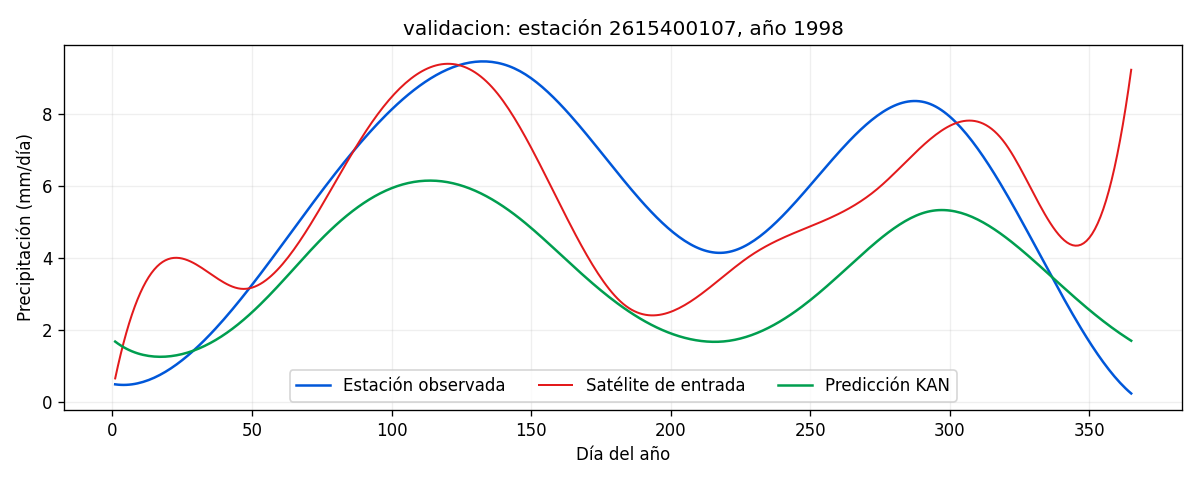 validacion: estación 2615400107, año 1998
Precipitación (mm/día)
8
6
4
2
0
Estación observada Satélite de entrada Predicción KAN
0 50 100 150 200 250 300 350
Día del año